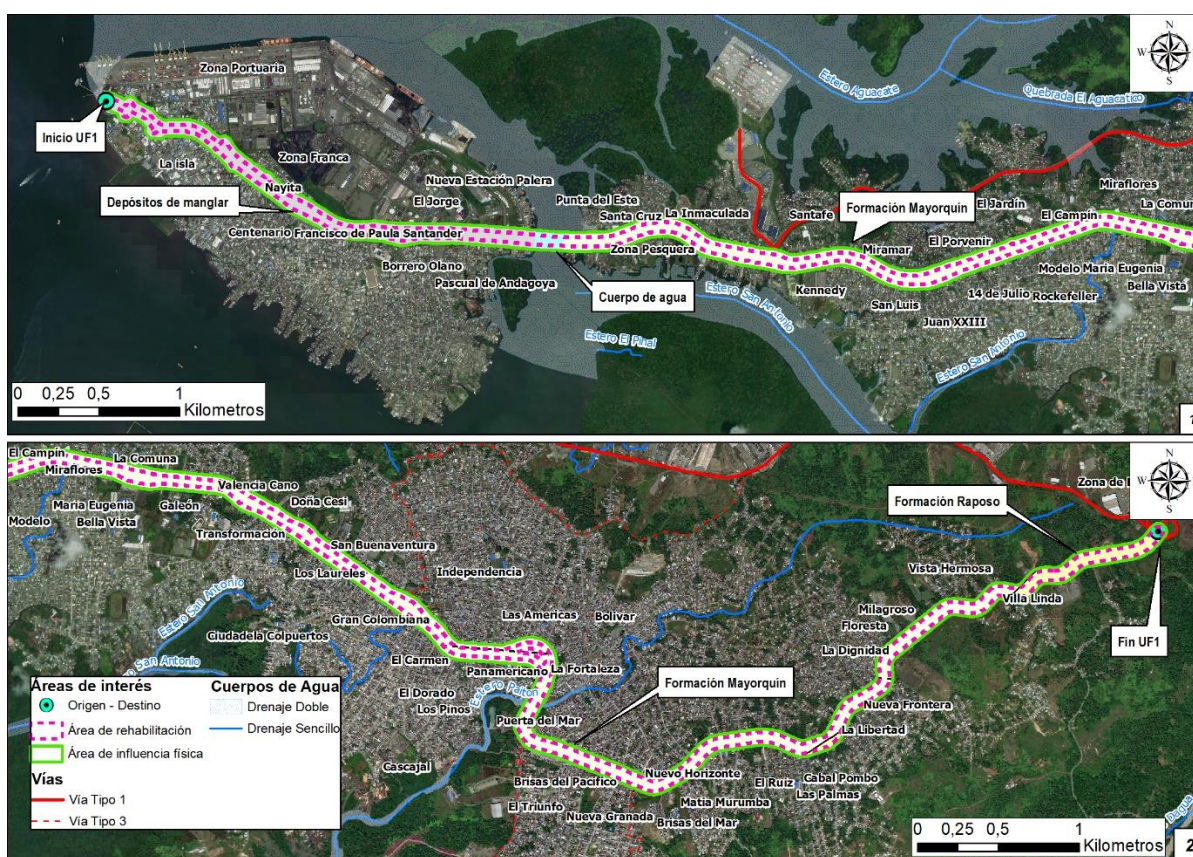 N
W
E
S
Zona Portuaria
Estero Aguacate
Quebrada El Aguacatico
Inicio UF1
La isla
Zona Franca
Nayita
Nueva Estación Palera
Miraflores
Depósitos de manglar
El Jorge
Punta del Este
Santa Cruz
La Inmaculada
Santafe
Formación Mayorquín
El Jardín
El Campín
La Comu
Centenario
Francisco de Paula Santander
Zona Pesquera
Miramar
El Porvenir
Borrero Olano
Pascual de Andagoya
Cuerpo de agua
Estero San Antonio
Kennedy
San Luis
14 de Julio
Rockefeller
Modelo
Maria Eugenia
Bella Vista
Juan XXIII
Estero El Pinal
Estero San Antonio
0 0,25 0,5 1
Kilometros
N
W
E
S
El Campín
La Comuna
Miraflores
Valencia Cano
Maria Eugenia
Galeón
Doña Cesi
Modelo
Bella Vista
Transformación
San Buenaventura
Los Laureles
Independencia
Formación Raposo
Zona de
Vista Hermosa
Villa Linda
Fin UF1
Estero San Antonio
Gran Colombiana
Las Americas
Bolivar
Milagroso
Floresta
Ciudadela Colpuertos
San Antonio
El Carmen
Panamericano
La Fortaleza
La Dignidad
El Dorado
Los Pinos
Estero Pailon
Formación Mayorquín
Puerta del Mar
Nueva Frontera
La Libertad
Cascajal
Brisas del Pacífico
Nuevo Horizonte
El Ruiz
Cabal Pombo
Las Palmas
El Triunfo
Nueva Granada
Matia Murumba
Brisas del Mar
Dagua
Áreas de interés
Origen - Destino
Área de rehabilitación
Área de influencia física
Vías
Vía Tipo 1
Vía Tipo 3
Cuerpos de Agua
Drenaje Doble
Drenaje Sencillo
0 0,25 0,5 1
Kilometros
2